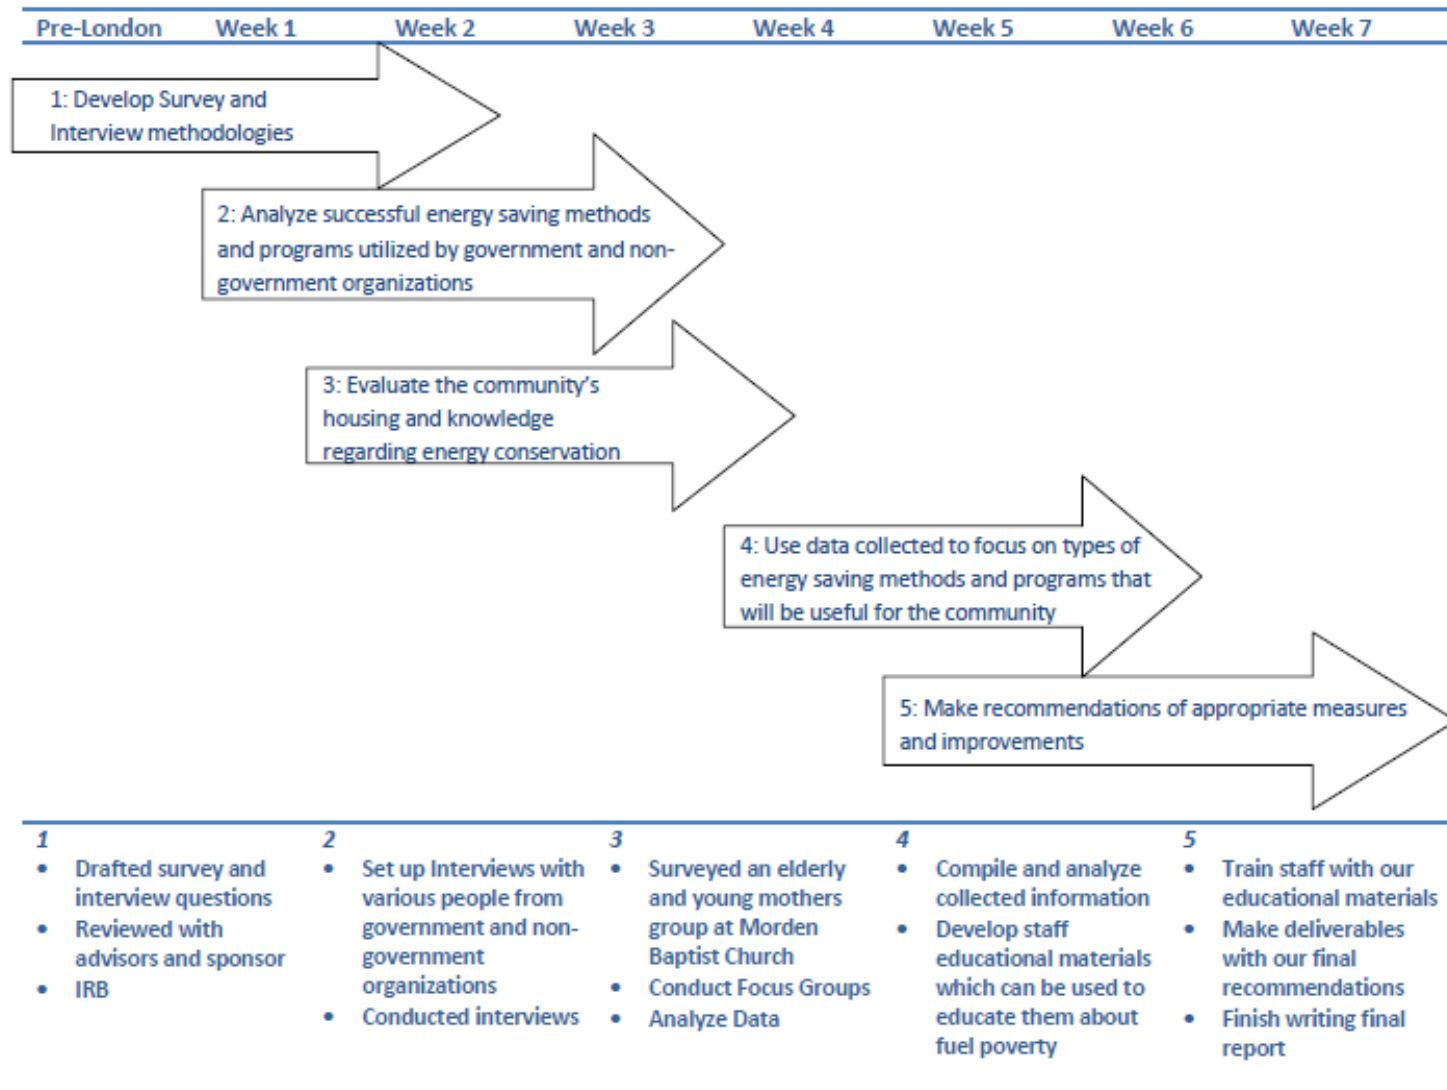 Pre-London Week 1 Week 2 Week 3 Week 4 Week 5 Week 6 Week 7
1: Develop Survey and
Interview methodologies
2: Analyze successful energy saving methods
and programs utilized by government and non-
government organizations
3: Evaluate the community's
housing and knowledge
regarding energy conservation
4: Use data collected to focus on types of
energy saving methods and programs that
will be useful for the community
5: Make recommendations of appropriate measures
and improvements
1
• Drafted survey and
interview questions
• Reviewed with
advisors and sponsor
• IRB
2
• Set up Interviews with
various people from
government and non-
government
organizations
• Conducted interviews
3
• Surveyed an elderly
and young mothers
group at Morden
Baptist Church
• Conduct Focus Groups
• Analyze Data
4
• Compile and analyze
collected information
• Develop staff
educational materials
which can be used to
educate them about
fuel poverty
5
• Train staff with our
educational materials
• Make deliverables
with our final
recommendations
• Finish writing final
report